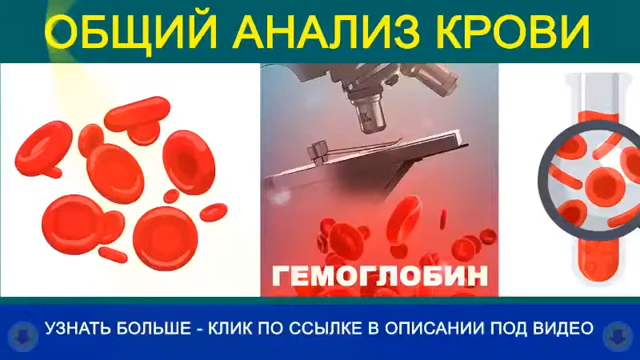 ОБЩИЙ АНАЛИЗ КРОВИ
ГЕМОГЛОБИН
УЗНАТЬ БОЛЬШЕ - КЛИК ПО ССЫЛКЕ В ОПИСАНИИ ПОД ВИДЕО